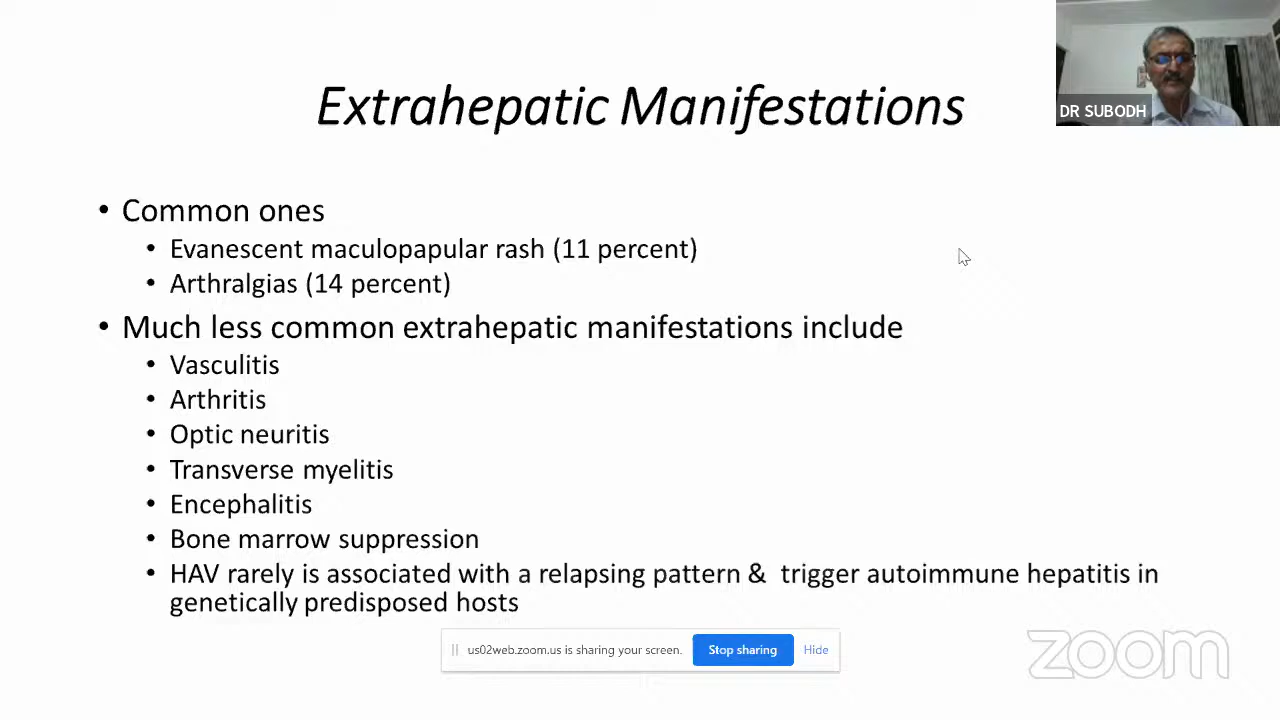 Extrahepatic Manifestations
DR SUBODH
• Common ones
• Evanescent maculopapular rash (11 percent)
• Arthralgias (14 percent)
• Much less common extrahepatic manifestations include
• Vasculitis
• Arthritis
• Optic neuritis
• Transverse myelitis
• Encephalitis
• Bone marrow suppression
• HAV rarely is associated with a relapsing pattern & trigger autoimmune hepatitis in
genetically predisposed hosts
us02web.zoom.us is sharing your screen. Stop sharing Hide
zoom